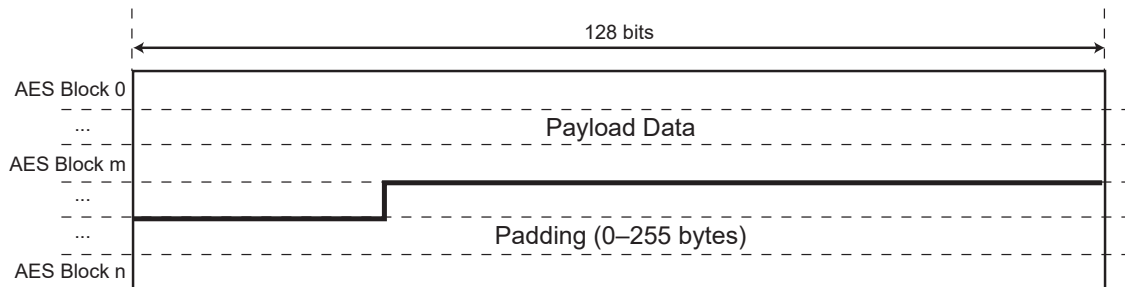 128 bits
AES Block 0
...
Payload Data
AES Block m
...
...
Padding (0–255 bytes)
AES Block n